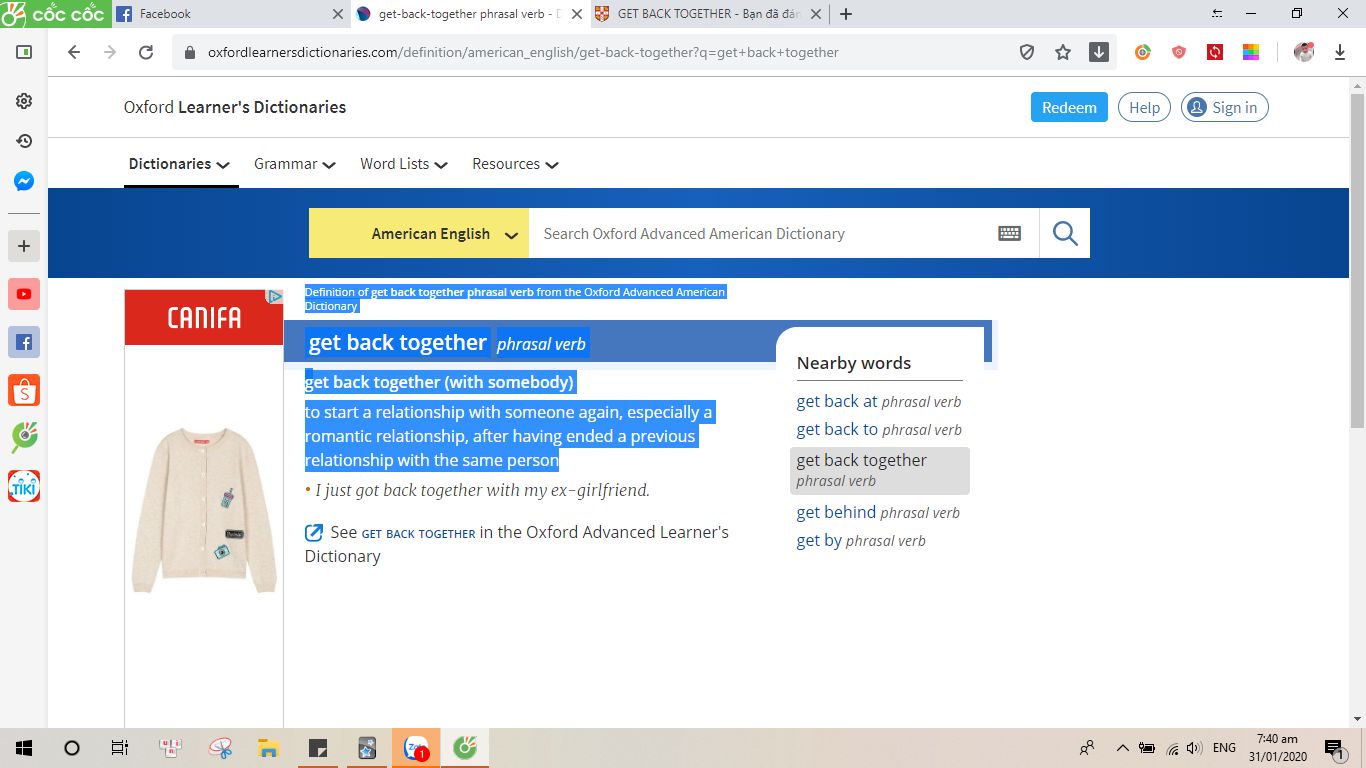 cốc cốc
Facebook
get-back-together phrasal verb - D
GET BACK TOGETHER - Bạn đã đán
oxfordlearnersdictionaries.com/definition/american_english/get-back-together?q=get+back+together
Oxford Learner's Dictionaries
Redeem
Help
Sign in
Dictionaries
Grammar
Word Lists
Resources
American English
Search Oxford Advanced American Dictionary
CANIFA
Definition of get back together phrasal verb from the Oxford Advanced American
Dictionary
get back together phrasal verb
get back together (with somebody)
to start a relationship with someone again, especially a
romantic relationship, after having ended a previous
relationship with the same person
• I just got back together with my ex-girlfriend.
See GET BACK TOGETHER in the Oxford Advanced Learner's
Dictionary
Nearby words
get back at phrasal verb
get back to phrasal verb
get back together
phrasal verb
get behind phrasal verb
get by phrasal verb
TIKI
1
ENG
7:40 am
31/01/2020
1